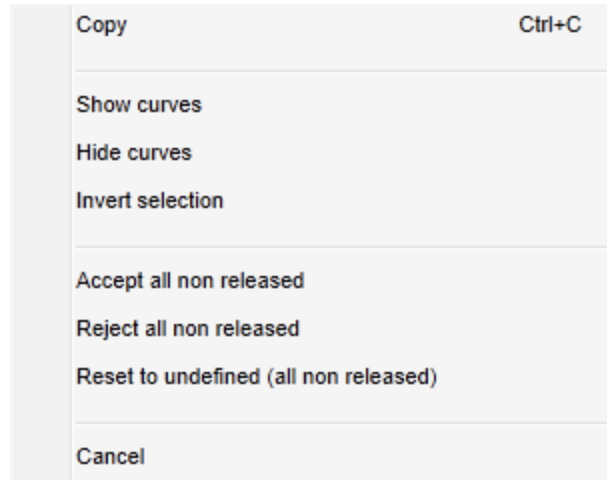 Copy Ctrl+C
Show curves
Hide curves
Invert selection
Accept all non released
Reject all non released
Reset to undefined (all non released)
Cancel